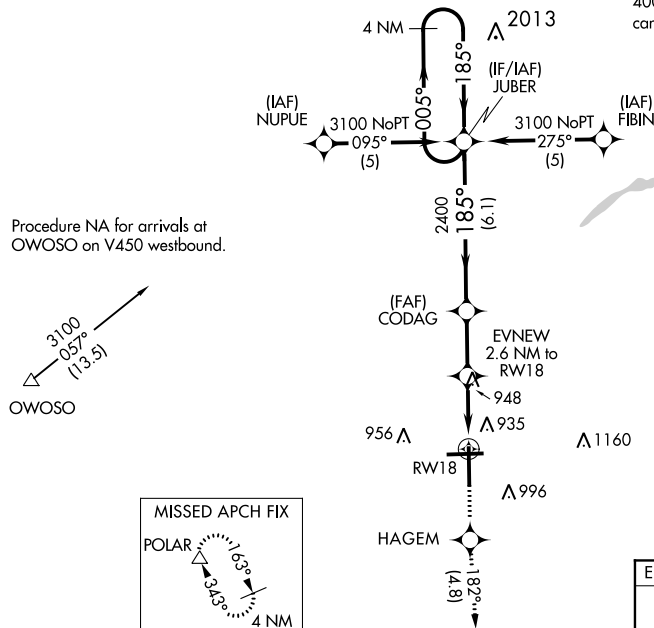 400
can
4 NM
2013
005°
185°
(IF/IAF)
JUBER
(IAF)
NUPUE
3100 NoPT
095°
(5)
3100 NoPT
275°
(5)
(IAF)
FIBIN
2400
185°
(6.1)
Procedure NA for arrivals at
OWOSO on V450 westbound.
3100
057°
(13.5)
OWOSO
(FAF)
CODAG
EVNEW
2.6 NM to
RW18
948
935
956
1160
RW18
996
HAGEM
182°
(4.8)
MISSED APCH FIX
POLAR
163°
343°
4 NM
E